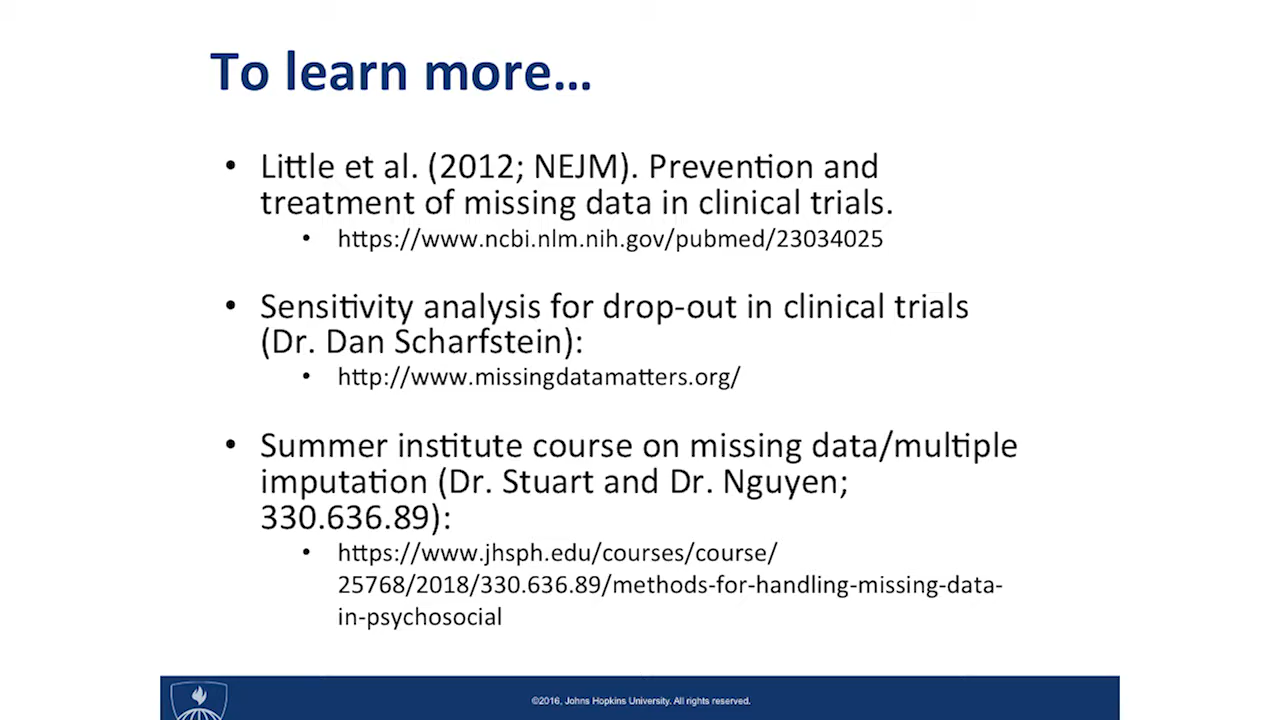 To learn more...
• Little et al. (2012; NEJM). Prevention and
treatment of missing data in clinical trials.
• https://www.ncbi.nlm.nih.gov/pubmed/23034025
• Sensitivity analysis for drop-out in clinical trials
(Dr. Dan Scharfstein):
• http://www.missingdatamatters.org/
• Summer institute course on missing data/multiple
imputation (Dr. Stuart and Dr. Nguyen;
330.636.89):
• https://www.jhsph.edu/courses/course/
25768/2018/330.636.89/methods-for-handling-missing-data-
in-psychosocial
©2016, Johns Hopkins University. All rights reserved.